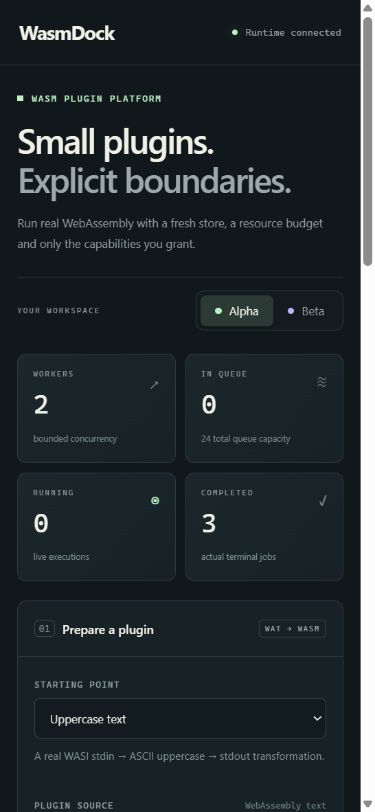 WasmDock
Runtime connected
WASM PLUGIN PLATFORM
Small plugins.
Explicit boundaries.
Run real WebAssembly with a fresh store, a resource budget
and only the capabilities you grant.
YOUR WORKSPACE
Alpha
Beta
WORKERS
2
bounded concurrency
IN QUEUE
0
24 total queue capacity
RUNNING
0
live executions
COMPLETED
3
actual terminal jobs
01
Prepare a plugin
WAT → WASM
STARTING POINT
Uppercase text
A real WASI stdin → ASCII uppercase → stdout transformation.
PLUGIN SOURCE
WebAssembly text